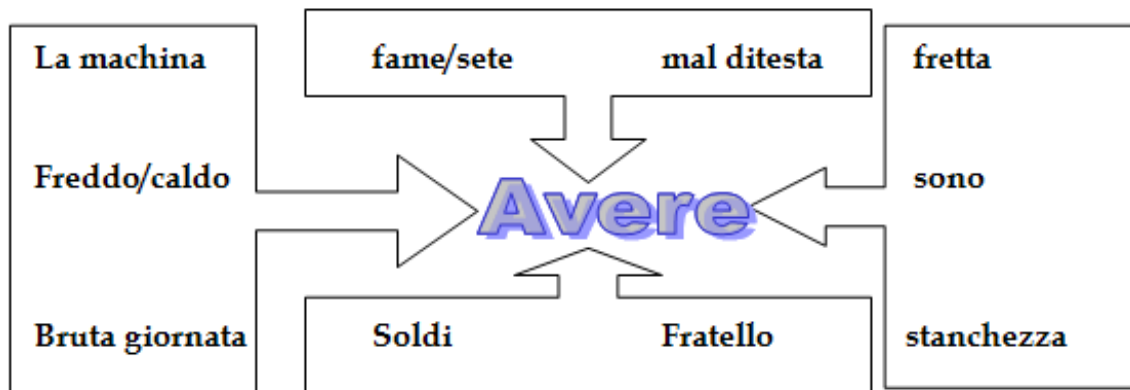 La machina fame/sete mal ditesta fretta
Freddo/caldo sono
Avere
Bruta giornata Soldi Fratello stanchezza